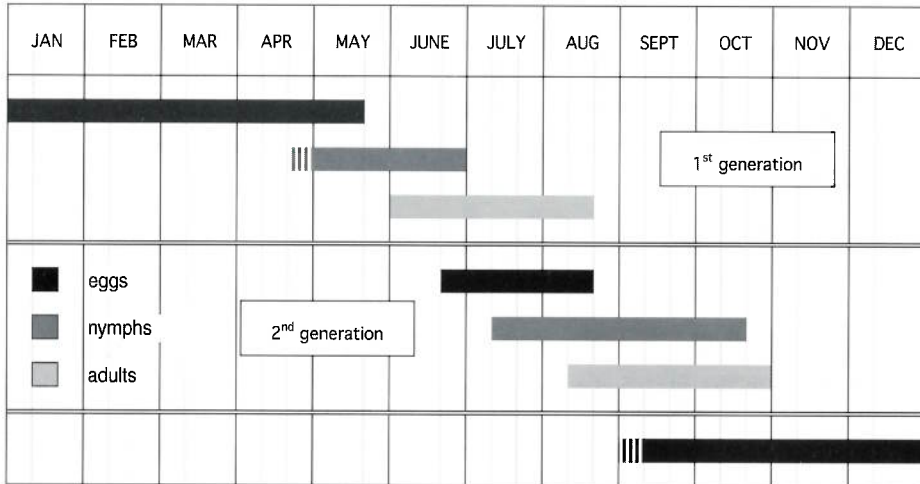 JAN FEB MAR APR MAY JUNE JULY AUG SEPT OCT NOV DEC
1st generation
eggs
2nd generation
nymphs
adults